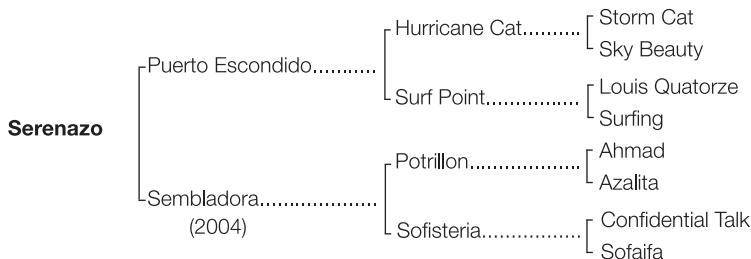 Serenazo
Puerto Escondido
Sembladora
(2004)
Hurricane Cat
Surf Point
Potrillon
Sofisteria
Storm Cat
Sky Beauty
Louis Quatorze
Surfing
Ahmad
Azalita
Confidential Talk
Sofaifa